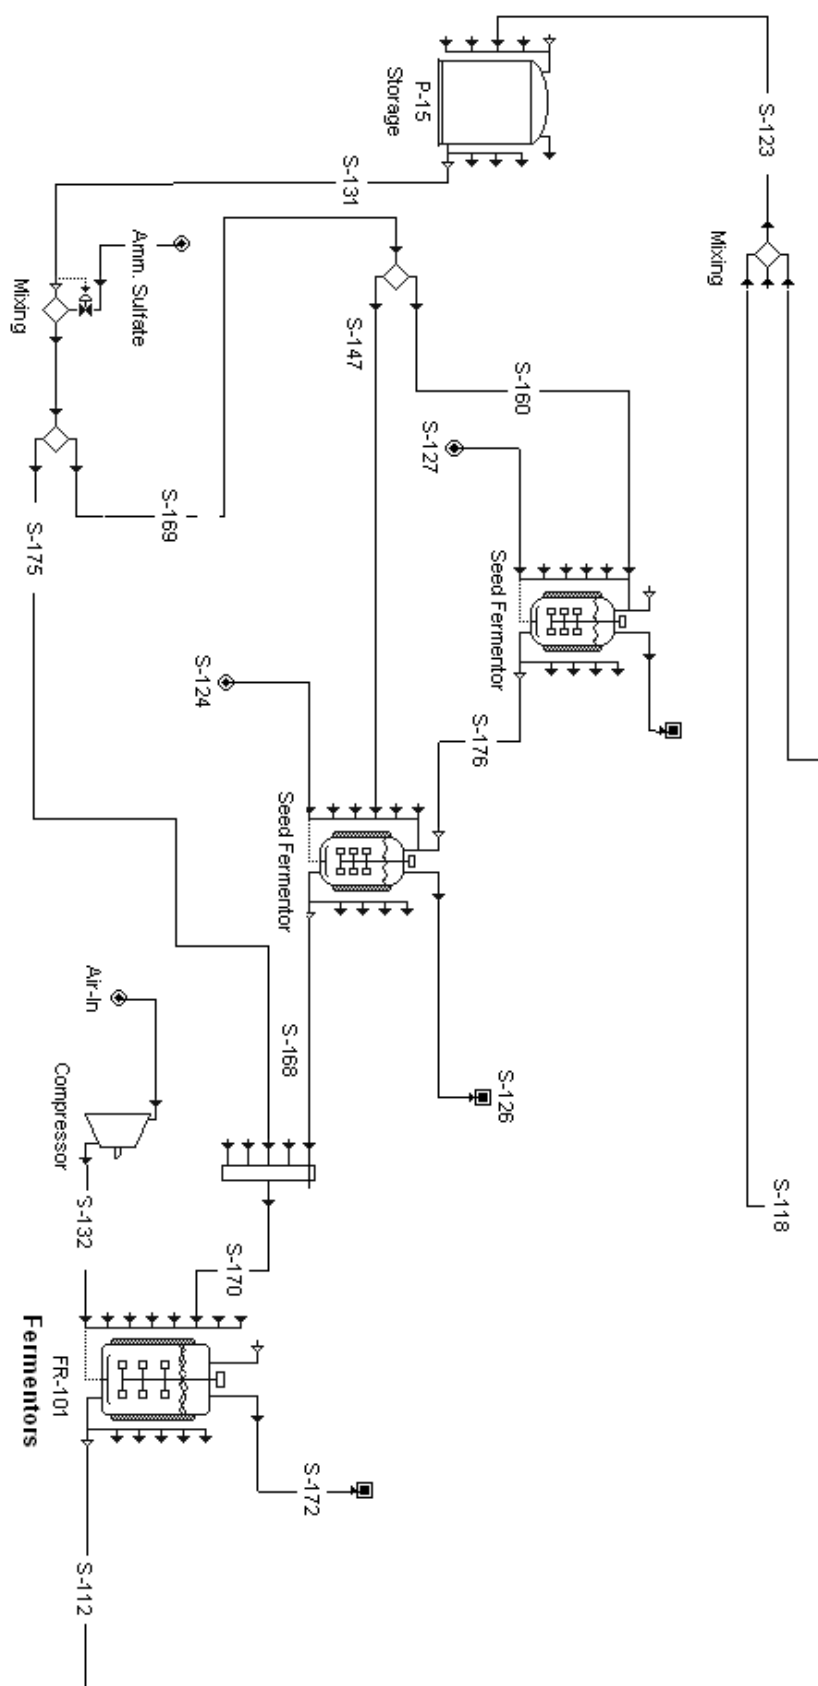 S-123
P-15
Storage
S-131
Mixing
Amm. Sulfate
Mixing
S-147
S-160
S-127
S-169
S-175
Seed Fermentor
S-124
S-176
Seed Fermentor
Air-In
S-168
Compressor
S-126
S-132
S-118
S-170
FR-101
Fermentors
S-172
S-112